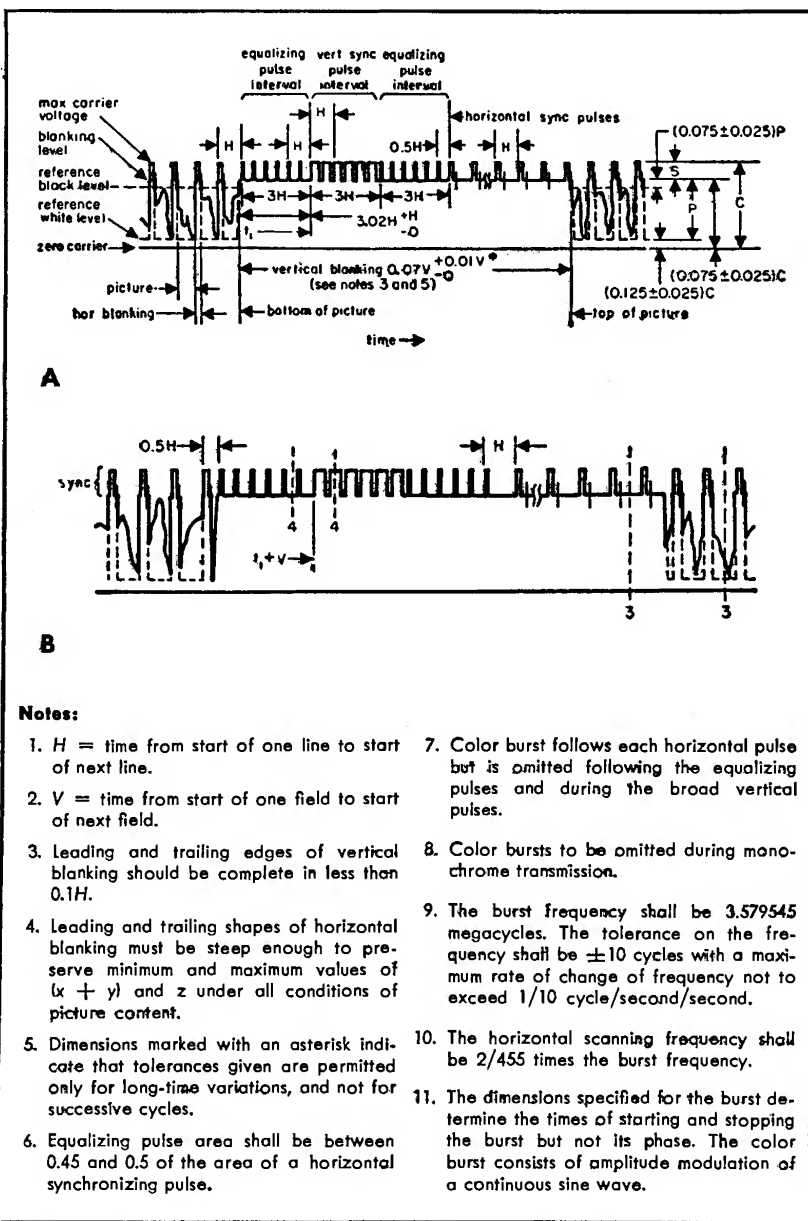 equalizing vert sync equalizing
pulse pulse pulse
interval interval interval
max carrier
voltage
blanking
level
reference
black level
reference
white level
zero carrier
H
H
H
0.5H
horizontal sync pulses
H
(0.075±0.025)P
S
P
C
3H
3H
3H
t₁
3.02H +H -0
vertical blanking 0.07V +0.01V * -0
(see notes 3 and 5)
(0.075±0.025)C
(0.125±0.025)C
picture
hor blanking
bottom of picture
top of picture
time
A
0.5H
H
sync
4 4
t₁+V
3 3
B
Notes:
1. H = time from start of one line to start
of next line.
2. V = time from start of one field to start
of next field.
3. Leading and trailing edges of vertical
blanking should be complete in less than
0.1H.
4. Leading and trailing shapes of horizontal
blanking must be steep enough to pre-
serve minimum and maximum values of
(x + y) and z under all conditions of
picture content.
5. Dimensions marked with an asterisk indi-
cate that tolerances given are permitted
only for long-time variations, and not for
successive cycles.
6. Equalizing pulse area shall be between
0.45 and 0.5 of the area of a horizontal
synchronizing pulse.
7. Color burst follows each horizontal pulse
but is omitted following the equalizing
pulses and during the broad vertical
pulses.
8. Color bursts to be omitted during mono-
chrome transmission.
9. The burst frequency shall be 3.579545
megacycles. The tolerance on the fre-
quency shall be ±10 cycles with a maxi-
mum rate of change of frequency not to
exceed 1/10 cycle/second/second.
10. The horizontal scanning frequency shall
be 2/455 times the burst frequency.
11. The dimensions specified for the burst de-
termine the times of starting and stopping
the burst but not its phase. The color
burst consists of amplitude modulation of
a continuous sine wave.